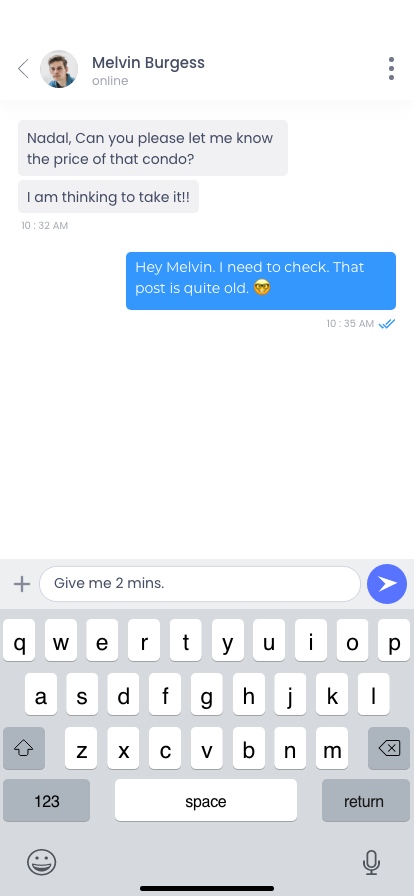 Melvin Burgess
online
Nadal, Can you please let me know
the price of that condo?
I am thinking to take it!!
10 : 32 AM
Hey Melvin. I need to check. That
post is quite old. 🤓
10 : 35 AM
Give me 2 mins.
q w e r t y u i o p
a s d f g h j k l
z x c v b n m
123 space return